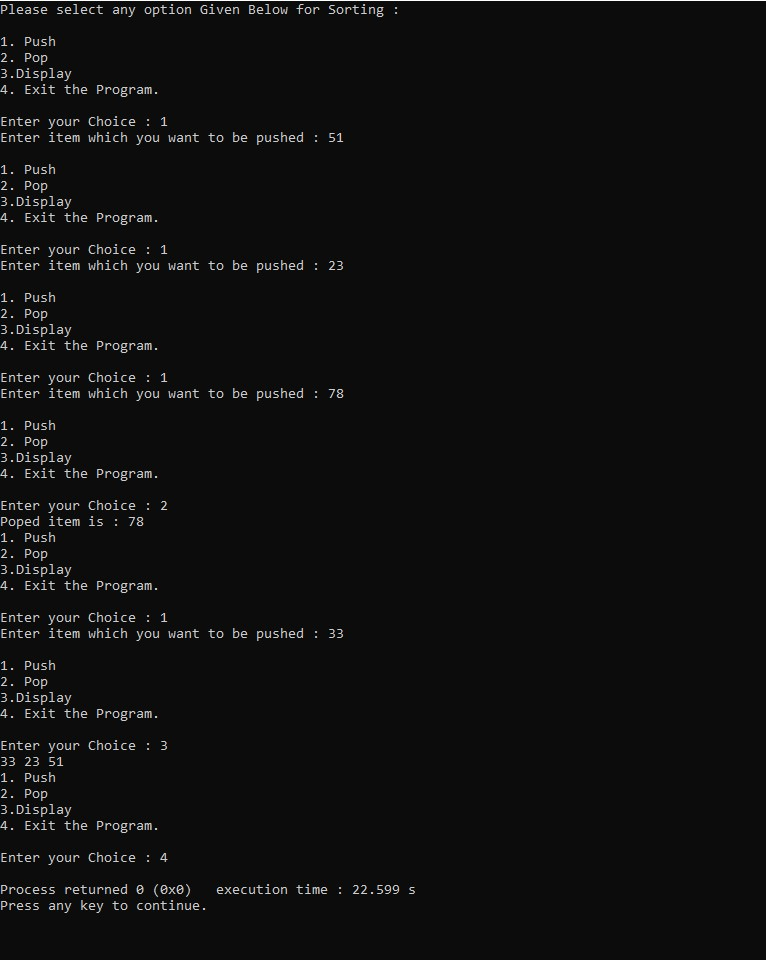 Please select any option Given Below for Sorting :
1. Push
2. Pop
3.Display
4. Exit the Program.
Enter your Choice : 1
Enter item which you want to be pushed : 51
1. Push
2. Pop
3.Display
4. Exit the Program.
Enter your Choice : 1
Enter item which you want to be pushed : 23
1. Push
2. Pop
3.Display
4. Exit the Program.
Enter your Choice : 1
Enter item which you want to be pushed : 78
1. Push
2. Pop
3.Display
4. Exit the Program.
Enter your Choice : 2
Poped item is : 78
1. Push
2. Pop
3.Display
4. Exit the Program.
Enter your Choice : 1
Enter item which you want to be pushed : 33
1. Push
2. Pop
3.Display
4. Exit the Program.
Enter your Choice : 3
33 23 51
1. Push
2. Pop
3.Display
4. Exit the Program.
Enter your Choice : 4
Process returned 0 (0x0)   execution time : 22.599 s
Press any key to continue.